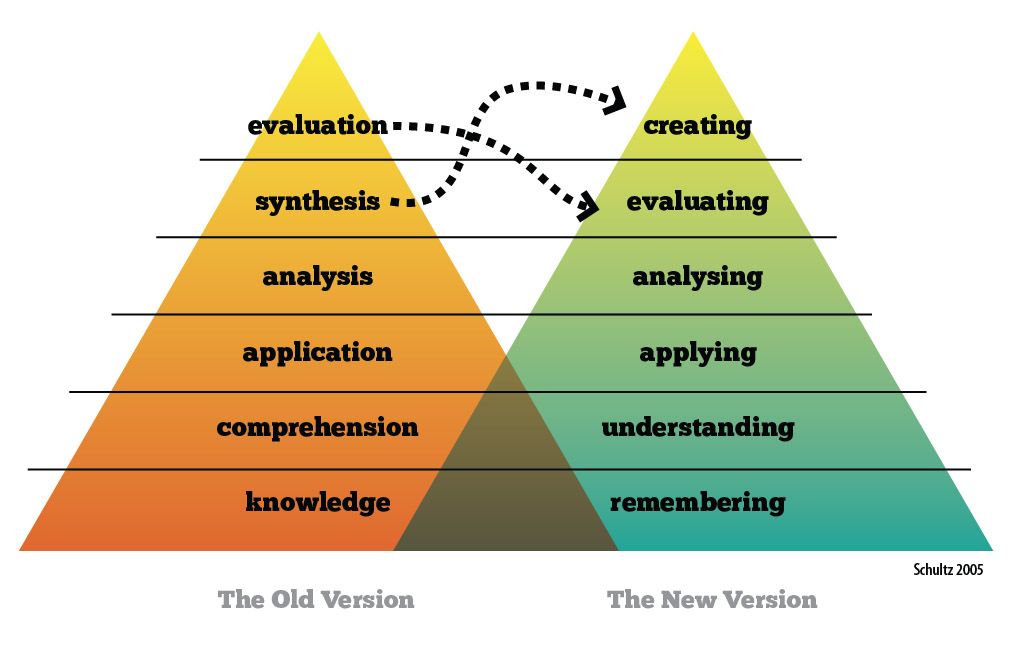 evaluation
creating
synthesis
evaluating
analysis
analysing
application
applying
comprehension
understanding
knowledge
remembering
Schultz 2005
The Old Version
The New Version